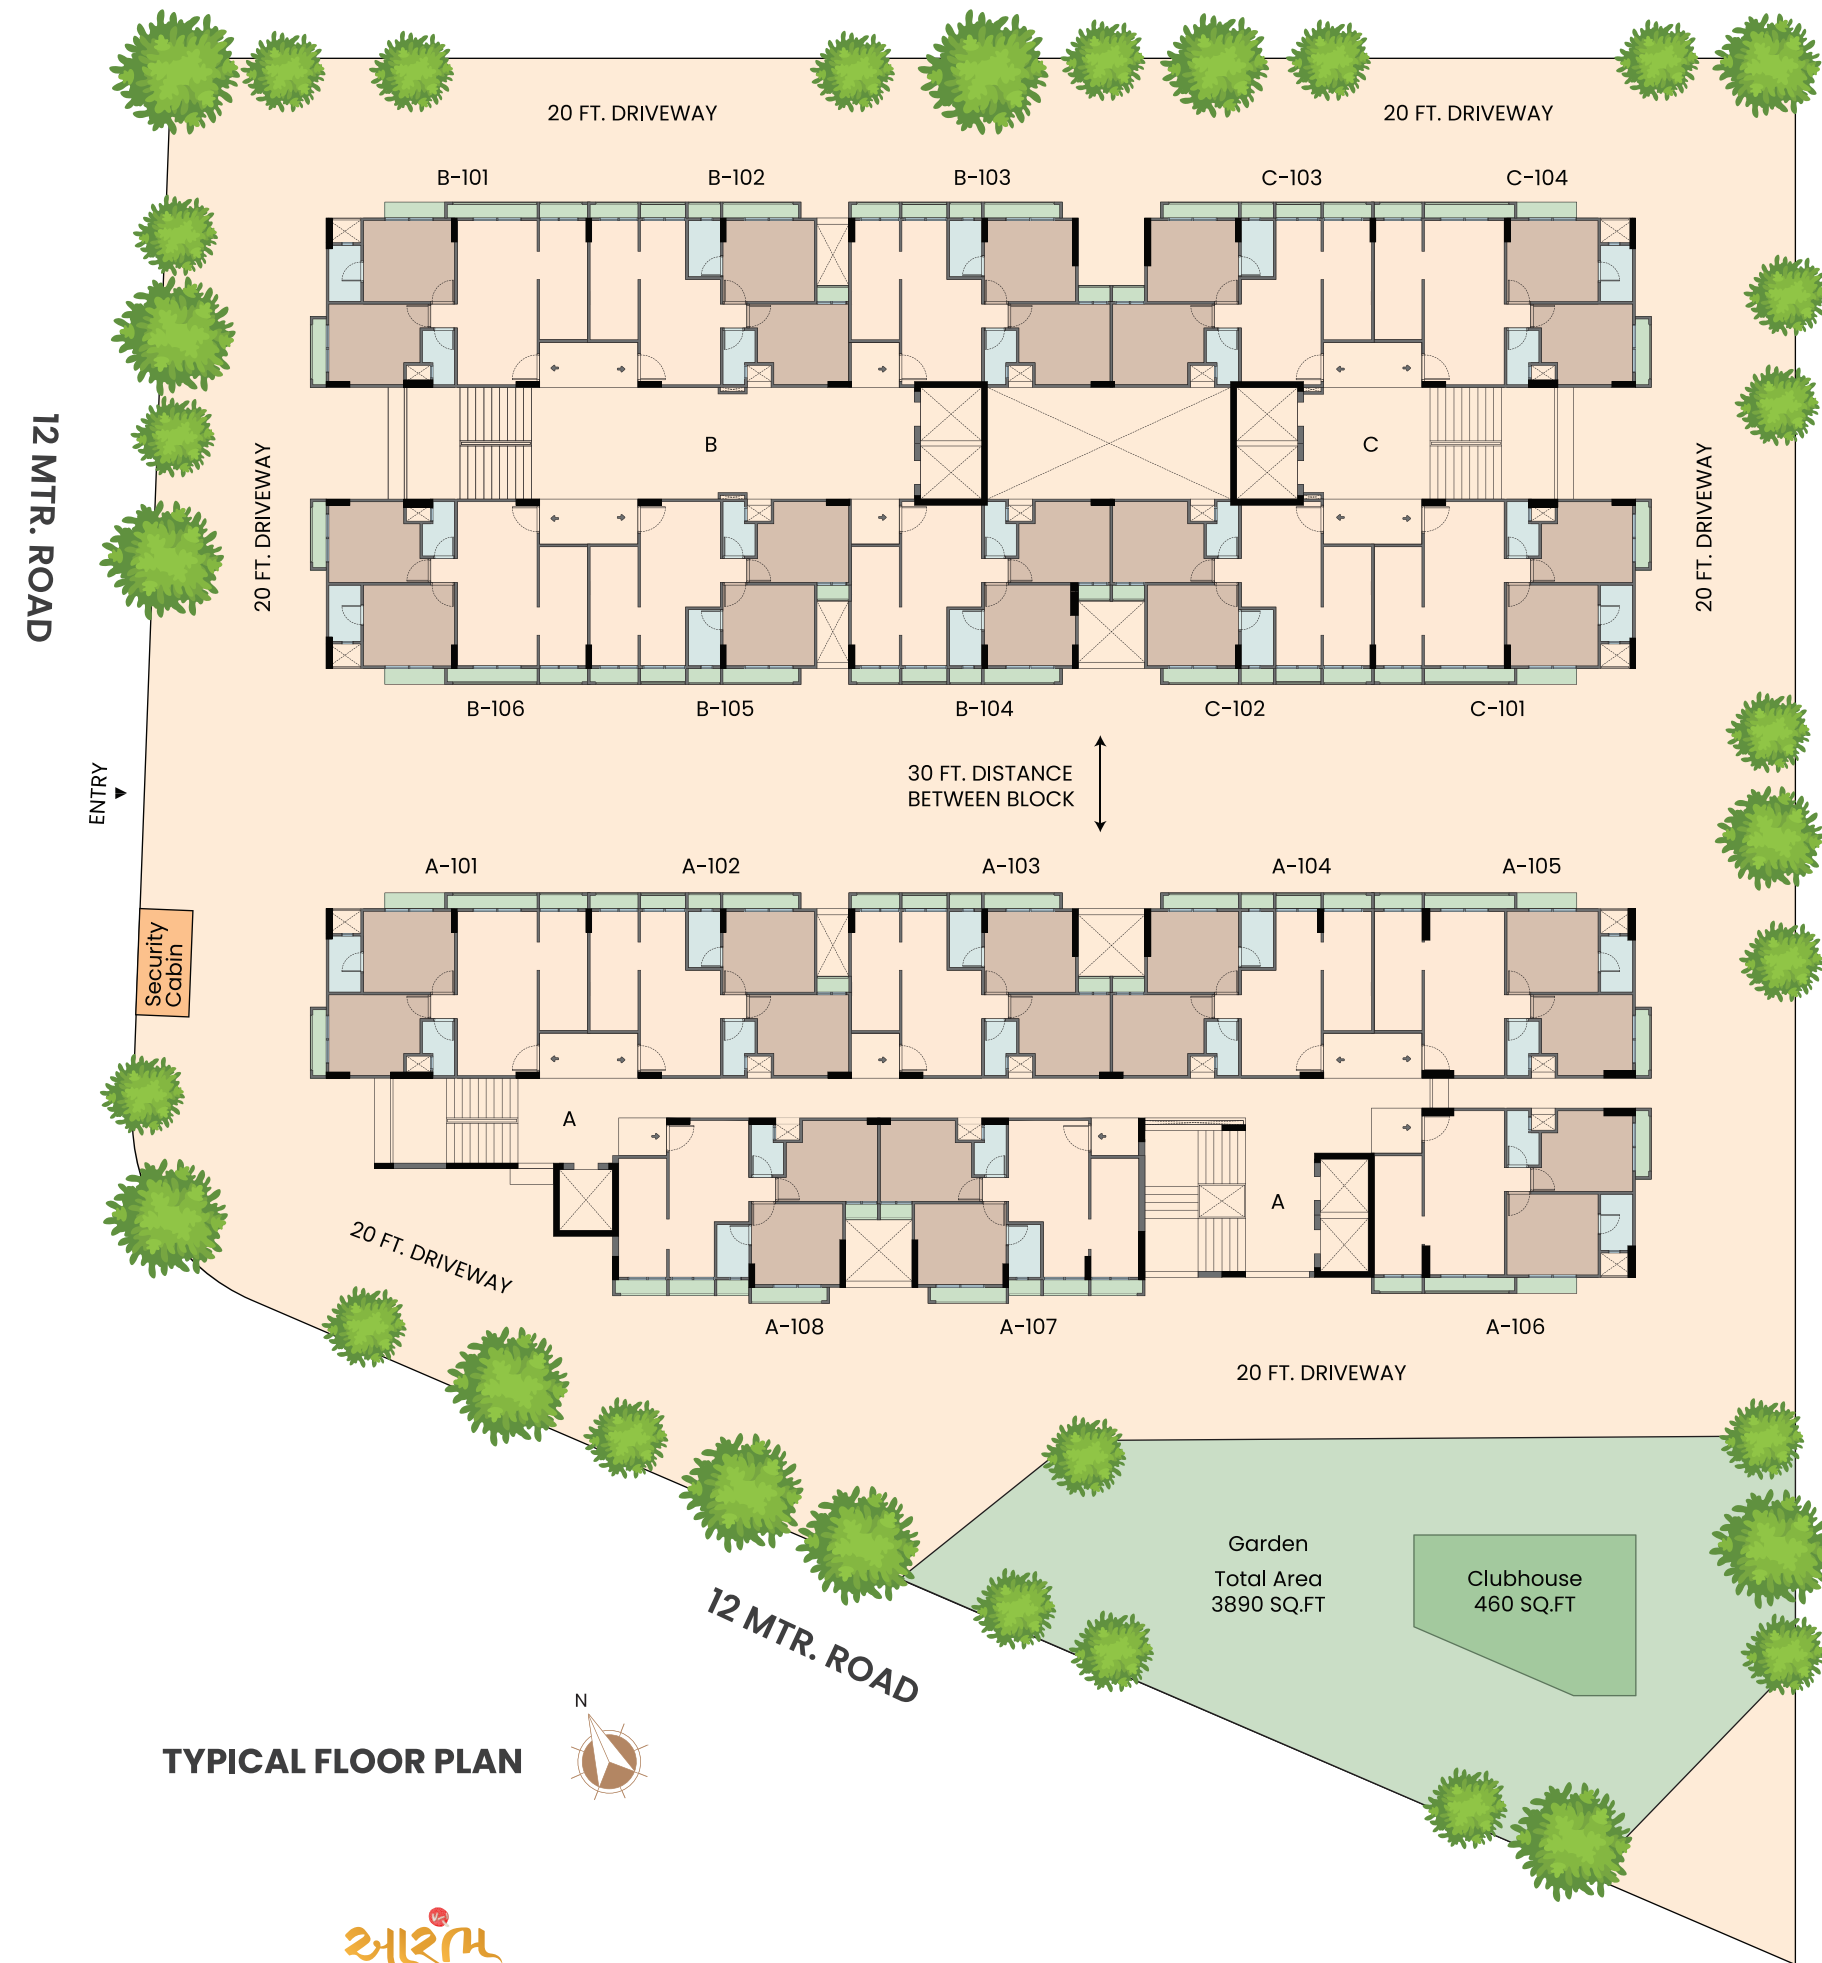 20 FT. DRIVEWAY
20 FT. DRIVEWAY
B-101
B-102
B-103
C-103
C-104
12 MTR. ROAD
20 FT. DRIVEWAY
B
C
20 FT. DRIVEWAY
B-106
B-105
B-104
C-102
C-101
ENTRY
30 FT. DISTANCE
BETWEEN BLOCK
A-101
A-102
A-103
A-104
A-105
Security
Cabin
A
A
20 FT. DRIVEWAY
A-108
A-107
A-106
20 FT. DRIVEWAY
Garden
Total Area
3890 SQ.FT
Clubhouse
460 SQ.FT
12 MTR. ROAD
N
TYPICAL FLOOR PLAN
આરંભ